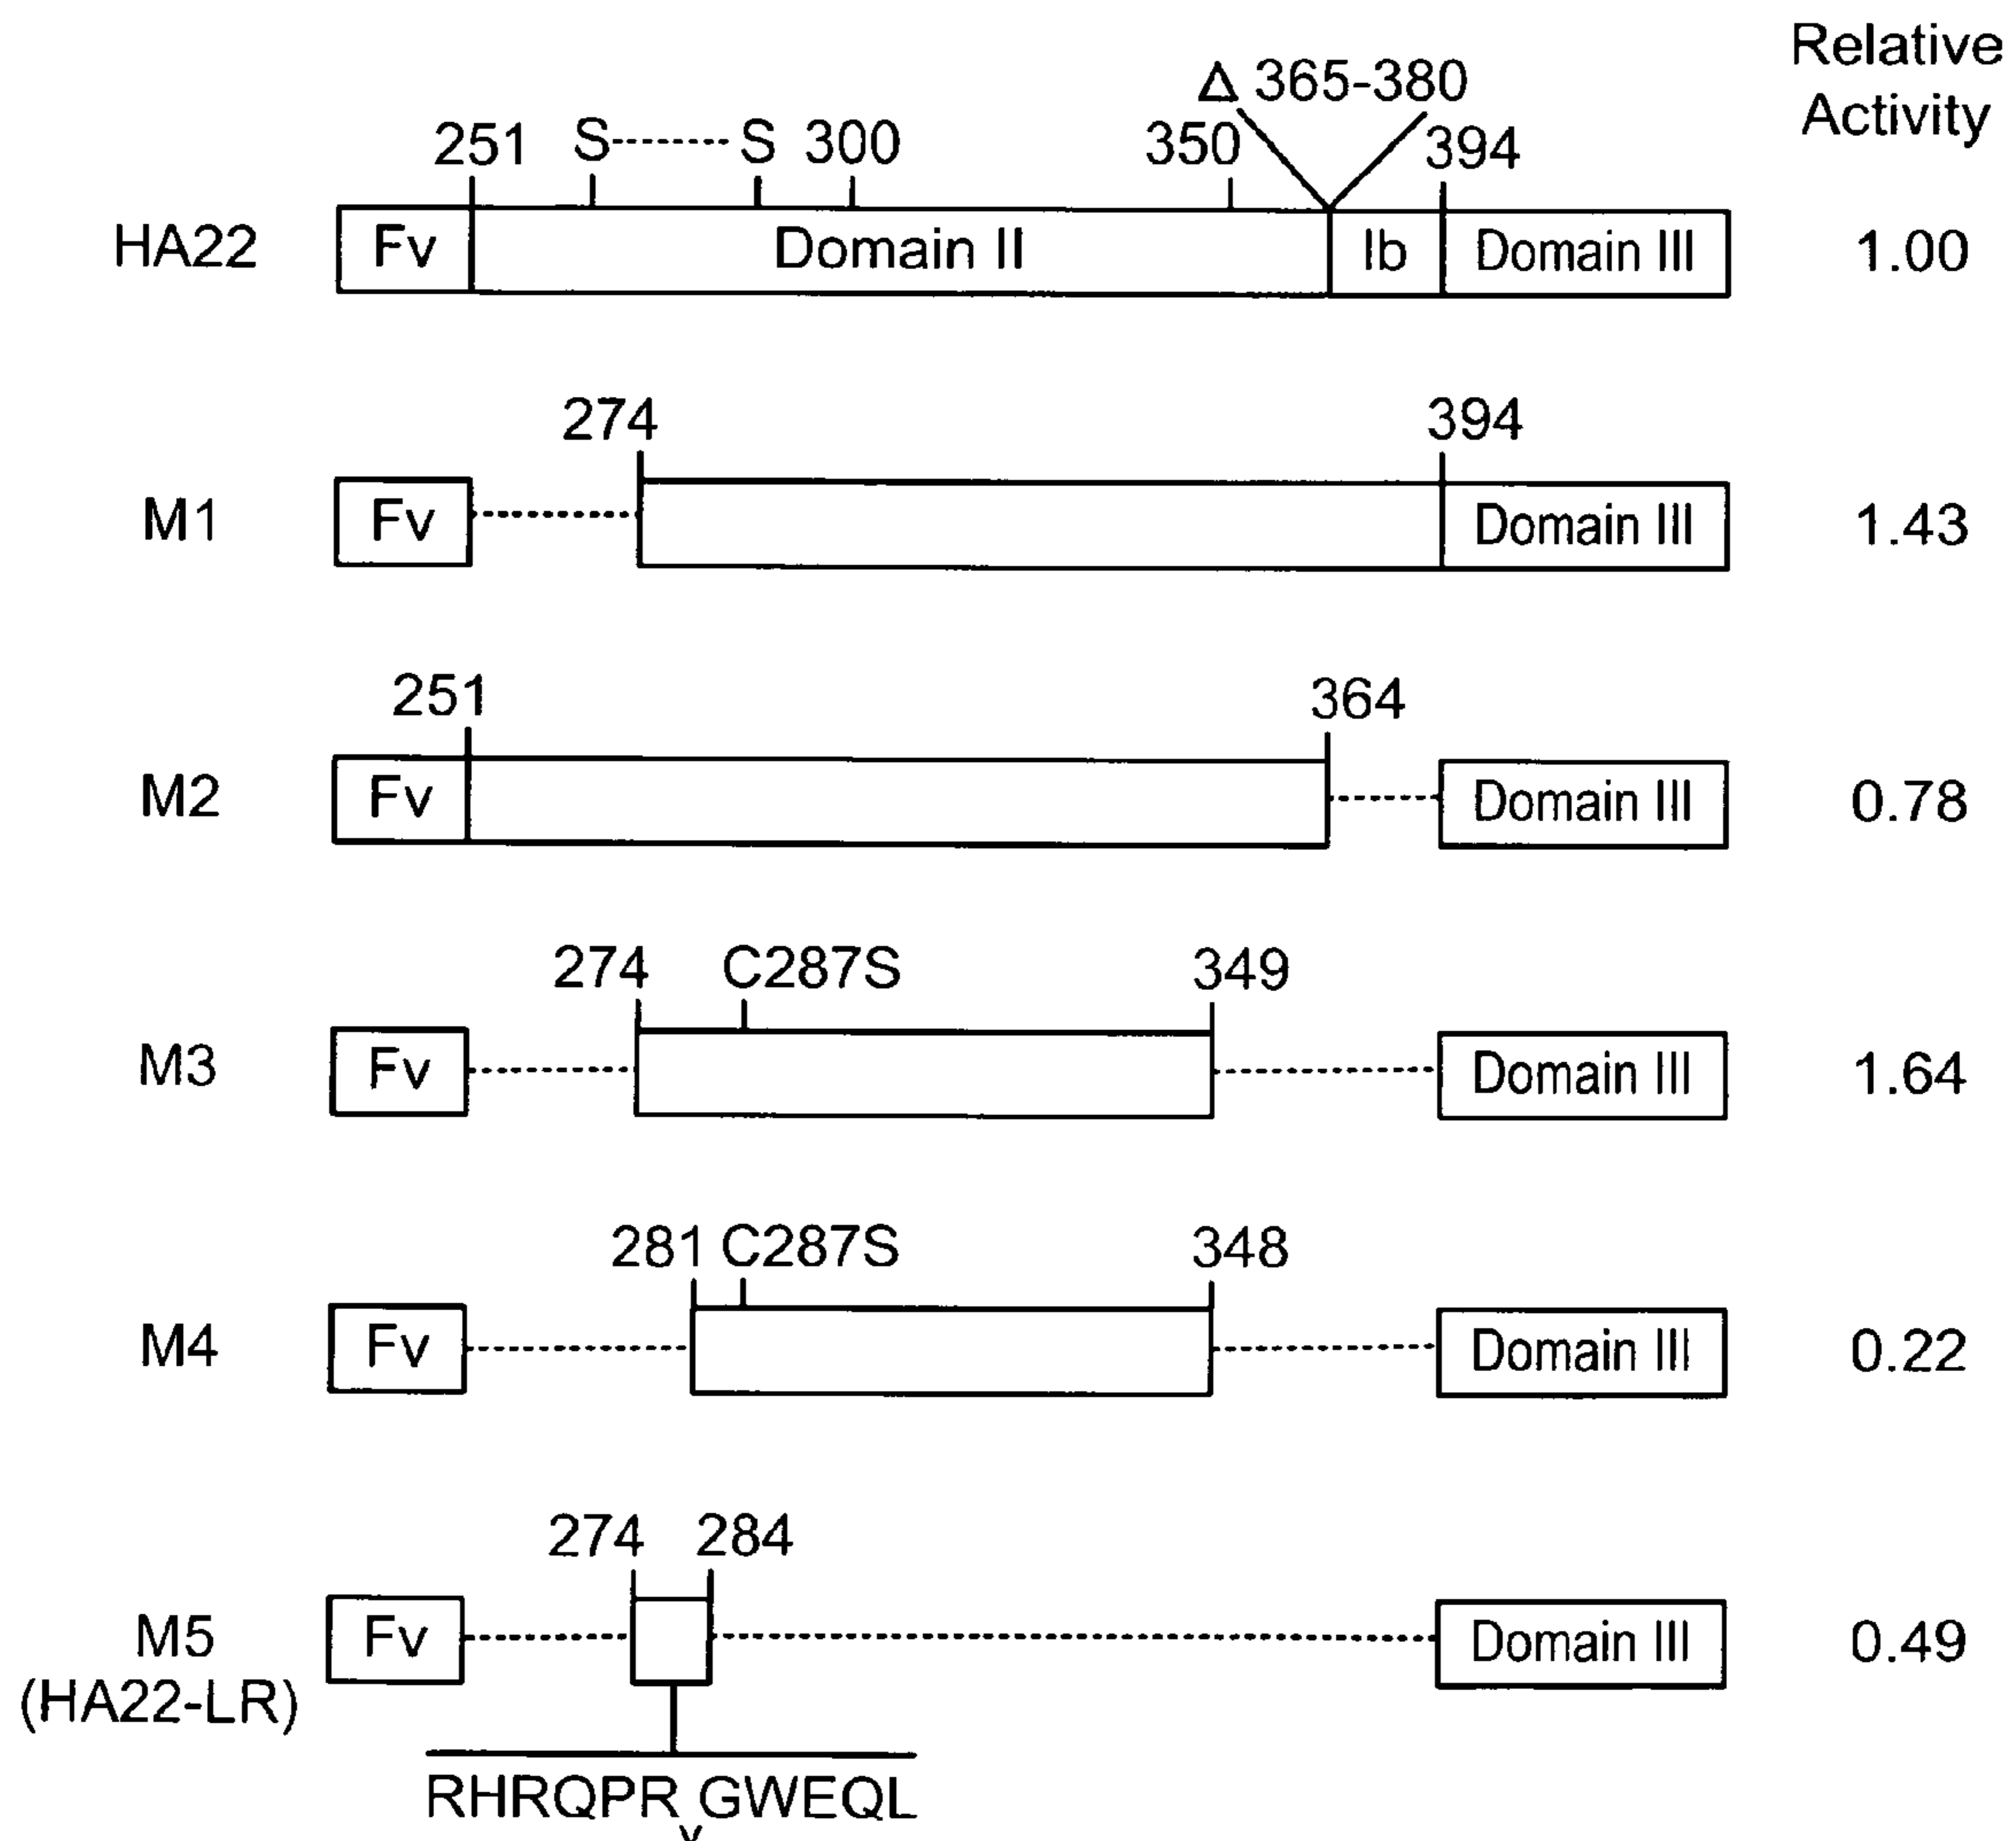 Relative
Activity
Δ 365-380
251 S S 300 350 394
HA22 Fv Domain II Ib Domain III 1.00
274 394
M1 Fv Domain III 1.43
251 364
M2 Fv Domain III 0.78
274 C287S 349
M3 Fv Domain III 1.64
281 C287S 348
M4 Fv Domain III 0.22
274 284
M5 Fv Domain III 0.49
(HA22-LR)
RHRQPR GWEQL
v